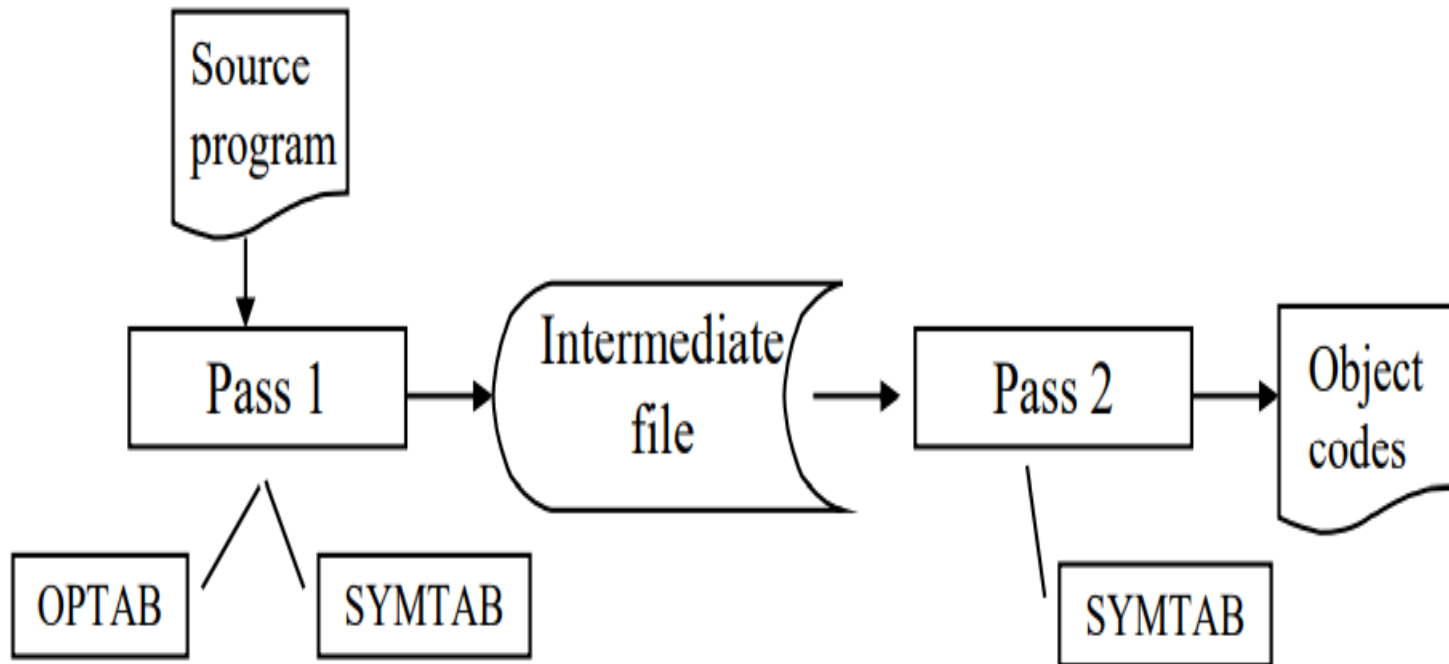 Source
program
Pass 1
Intermediate
file
Pass 2
Object
codes
OPTAB
SYMTAB
SYMTAB